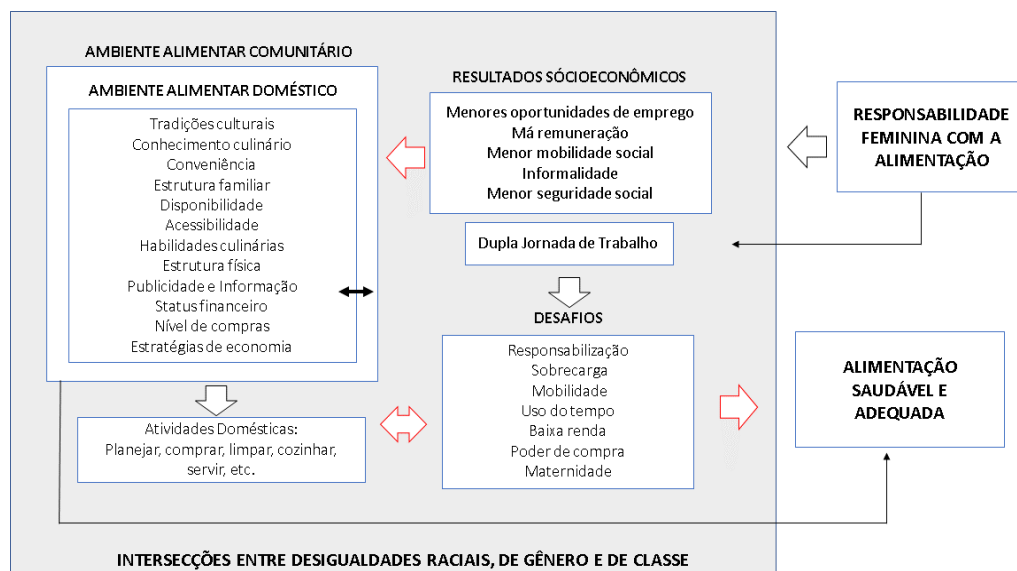 AMBIENTE ALIMENTAR COMUNITÁRIO
AMBIENTE ALIMENTAR DOMÉSTICO
Tradições culturais
Conhecimento culinário
Conveniência
Estrutura familiar
Disponibilidade
Acessibilidade
Habilidades culinárias
Estrutura física
Publicidade e Informação
Status financeiro
Nível de compras
Estratégias de economia
Atividades Domésticas:
Planejar, comprar, limpar, cozinhar,
servir, etc.
RESULTADOS SÓCIOECONÔMICOS
Menores oportunidades de emprego
Má remuneração
Menor mobilidade social
Informalidade
Menor seguridade social
Dupla Jornada de Trabalho
DESAFIOS
Responsabilização
Sobrecarga
Mobilidade
Uso do tempo
Baixa renda
Poder de compra
Maternidade
RESPONSABILIDADE
FEMININA COM A
ALIMENTAÇÃO
ALIMENTAÇÃO
SAUDÁVEL E
ADEQUADA
INTERSECÇÕES ENTRE DESIGUALDADES RACIAIS, DE GÊNERO E DE CLASSE